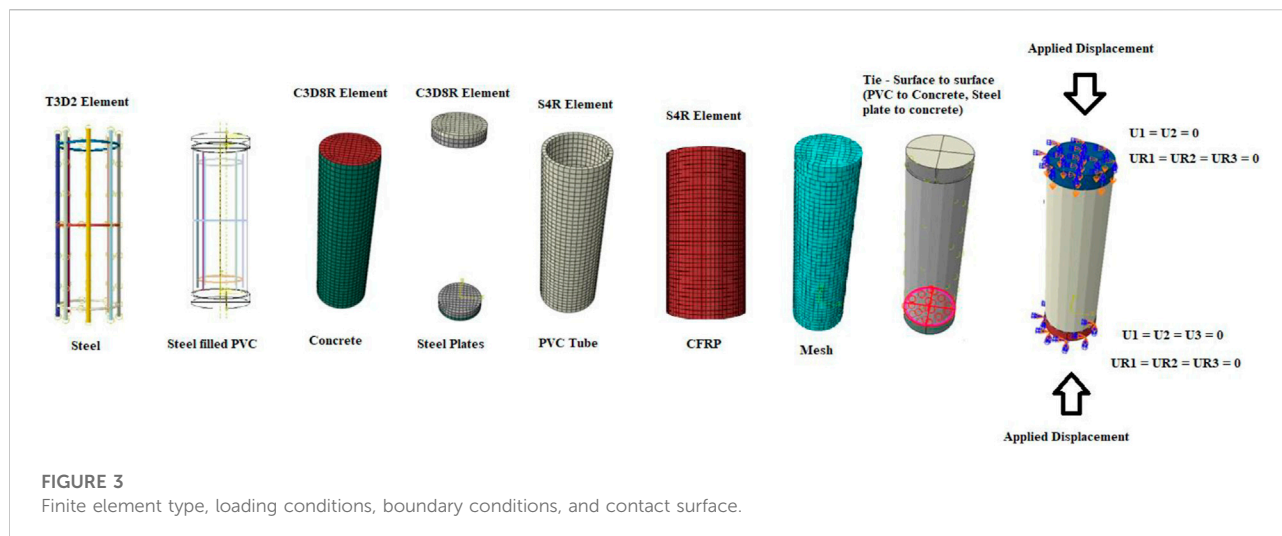 T3D2 Element
Steel
Steel filled PVC
C3D8R Element
Concrete
C3D8R Element
Steel Plates
S4R Element
PVC Tube
S4R Element
CFRP
Mesh
Tie - Surface to surface
(PVC to Concrete, Steel
plate to concrete)
Applied Displacement
U1 = U2 = 0
UR1 = UR2 = UR3 = 0
U1 = U2 = U3 = 0
UR1 = UR2 = UR3 = 0
Applied Displacement
FIGURE 3
Finite element type, loading conditions, boundary conditions, and contact surface.